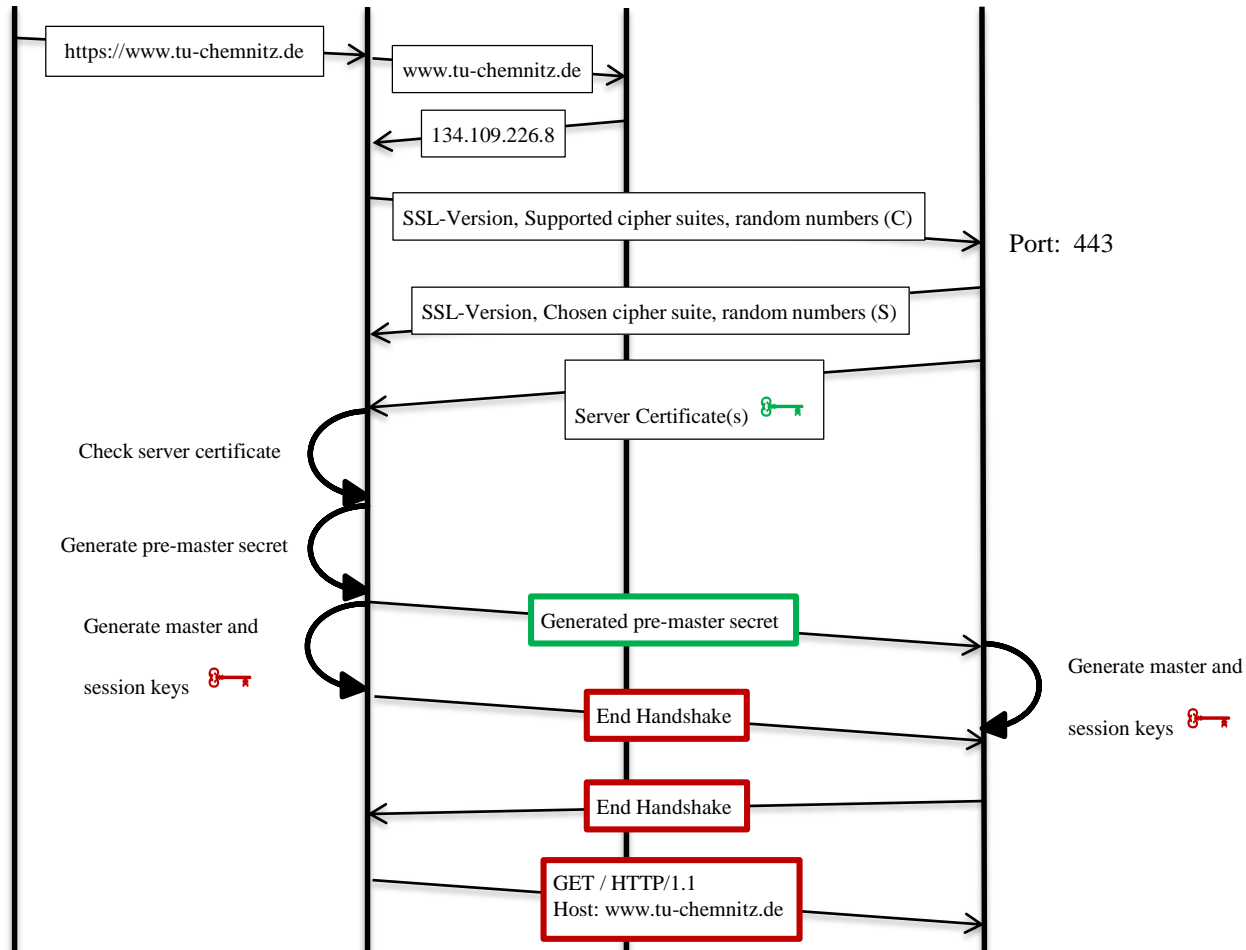 https://www.tu-chemnitz.de
www.tu-chemnitz.de
134.109.226.8
SSL-Version, Supported cipher suites, random numbers (C)
Port: 443
SSL-Version, Chosen cipher suite, random numbers (S)
Server Certificate(s)
Check server certificate
Generate pre-master secret
Generated pre-master secret
Generate master and
session keys
Generate master and
session keys
End Handshake
End Handshake
GET / HTTP/1.1
Host: www.tu-chemnitz.de